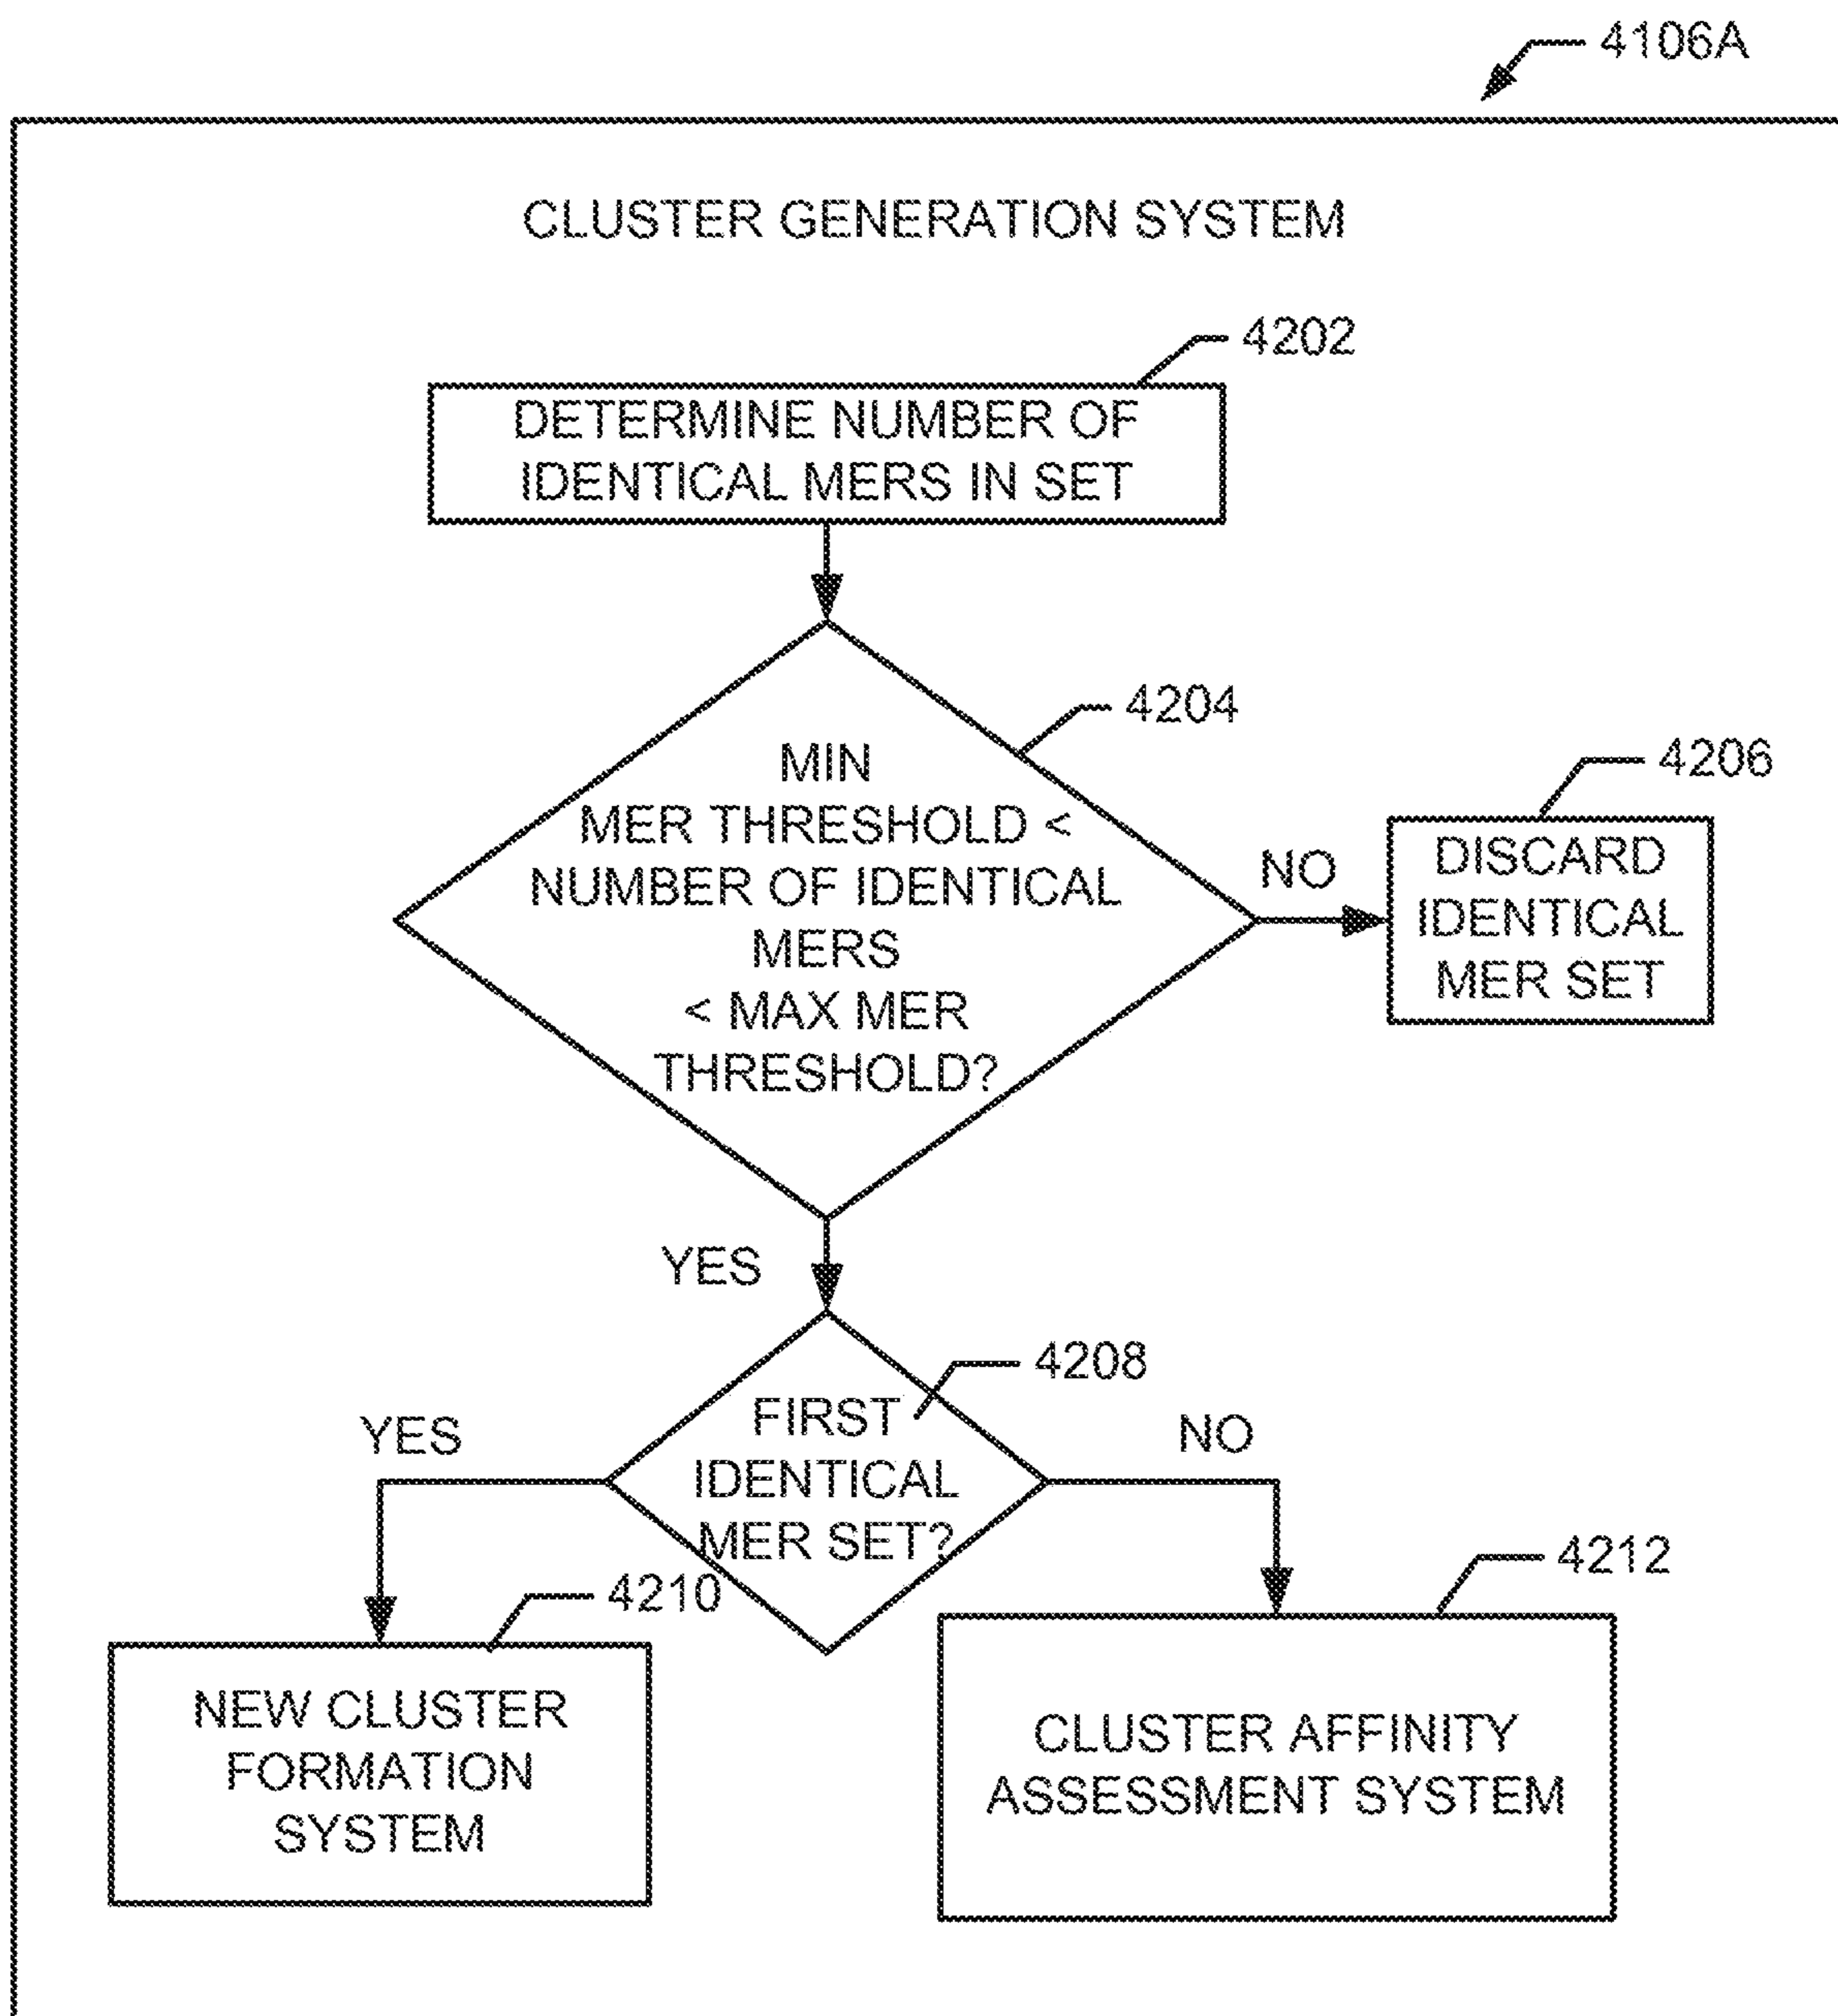 4106A
CLUSTER GENERATION SYSTEM
4202
DETERMINE NUMBER OF
IDENTICAL MERS IN SET
4204
MIN
MER THRESHOLD <
NUMBER OF IDENTICAL
MERS
< MAX MER
THRESHOLD?
NO
4206
DISCARD
IDENTICAL
MER SET
YES
4208
FIRST
IDENTICAL
MER SET?
YES
NO
4210
NEW CLUSTER
FORMATION
SYSTEM
4212
CLUSTER AFFINITY
ASSESSMENT SYSTEM